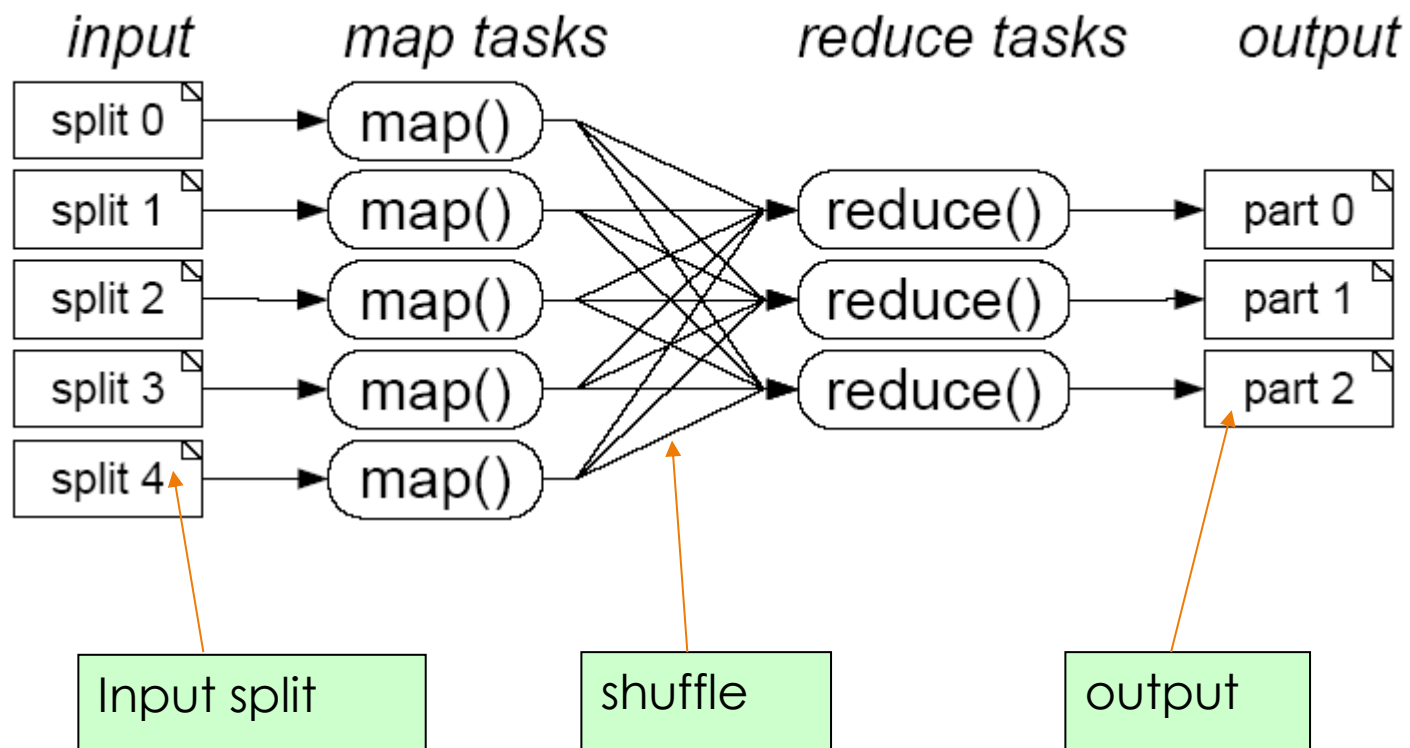 input map tasks reduce tasks output
split 0 map()
split 1 map() reduce() part 0
split 2 map() reduce() part 1
split 3 map() reduce() part 2
split 4 map()
Input split shuffle output